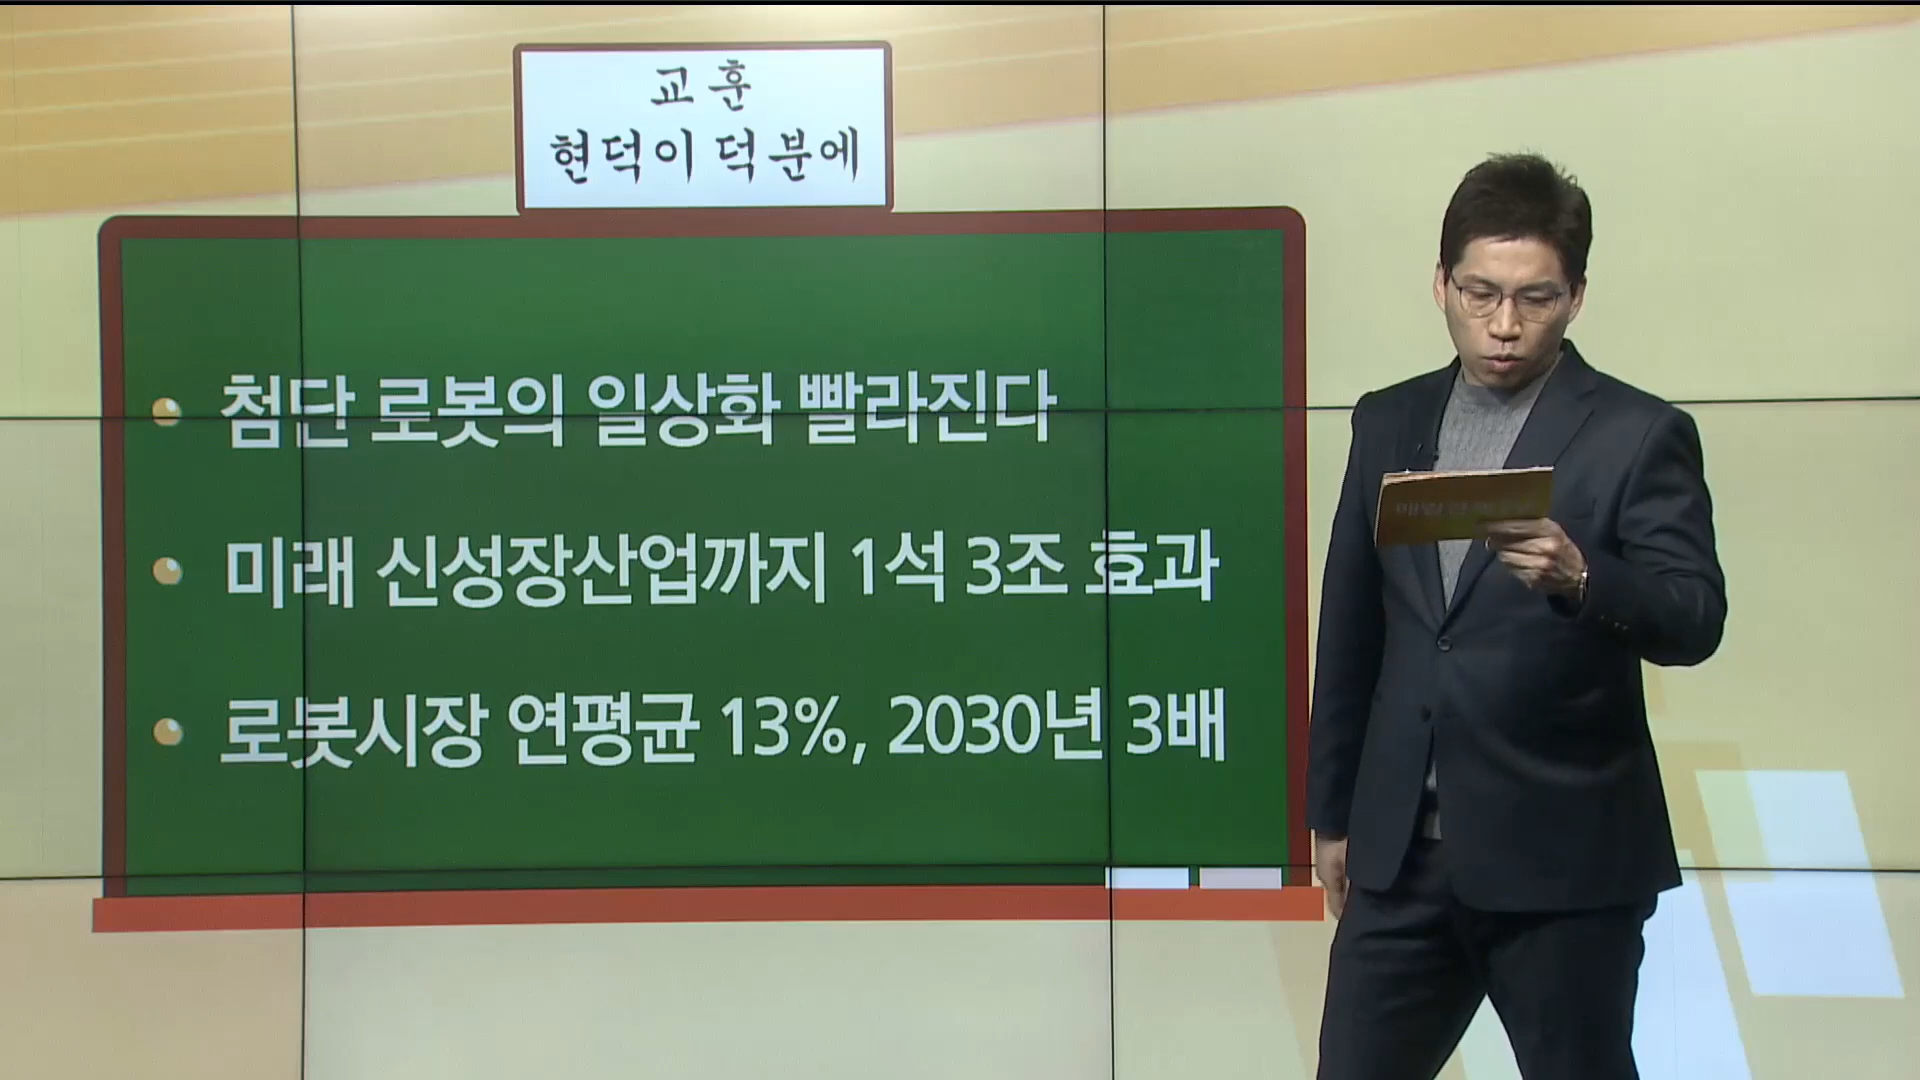 교훈
현덕이 덕분에
첨단 로봇의 일상화 빨라진다
미래 신성장산업까지 1석 3조 효과
로봇시장 연평균 13%, 2030년 3배